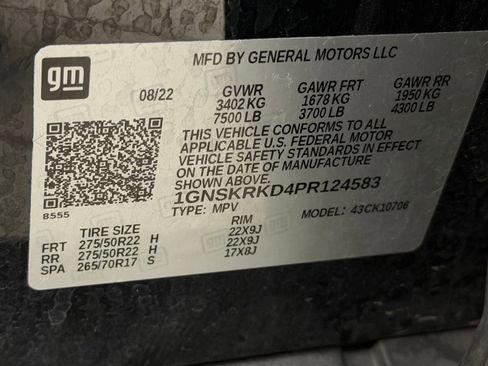 gm
MFD BY GENERAL MOTORS LLC
08/22 GVWR GAWR FRT GAWR RR
3402 KG 1678 KG 1950 KG
7500 LB 3700 LB 4300 LB
THIS VEHICLE CONFORMS TO ALL
APPLICABLE U.S. FEDERAL MOTOR
VEHICLE SAFETY STANDARDS IN EFFECT
ON THE DATE OF MANUFACTURE
SHOWN ABOVE.
1GNSKRKD4PR124583
TYPE: MPV MODEL: 43CK10706
8555
TIRE SIZE RIM
FRT 275/50R22 H 22X9J
RR 275/50R22 H 22X9J
SPA 265/70R17 S 17X8J